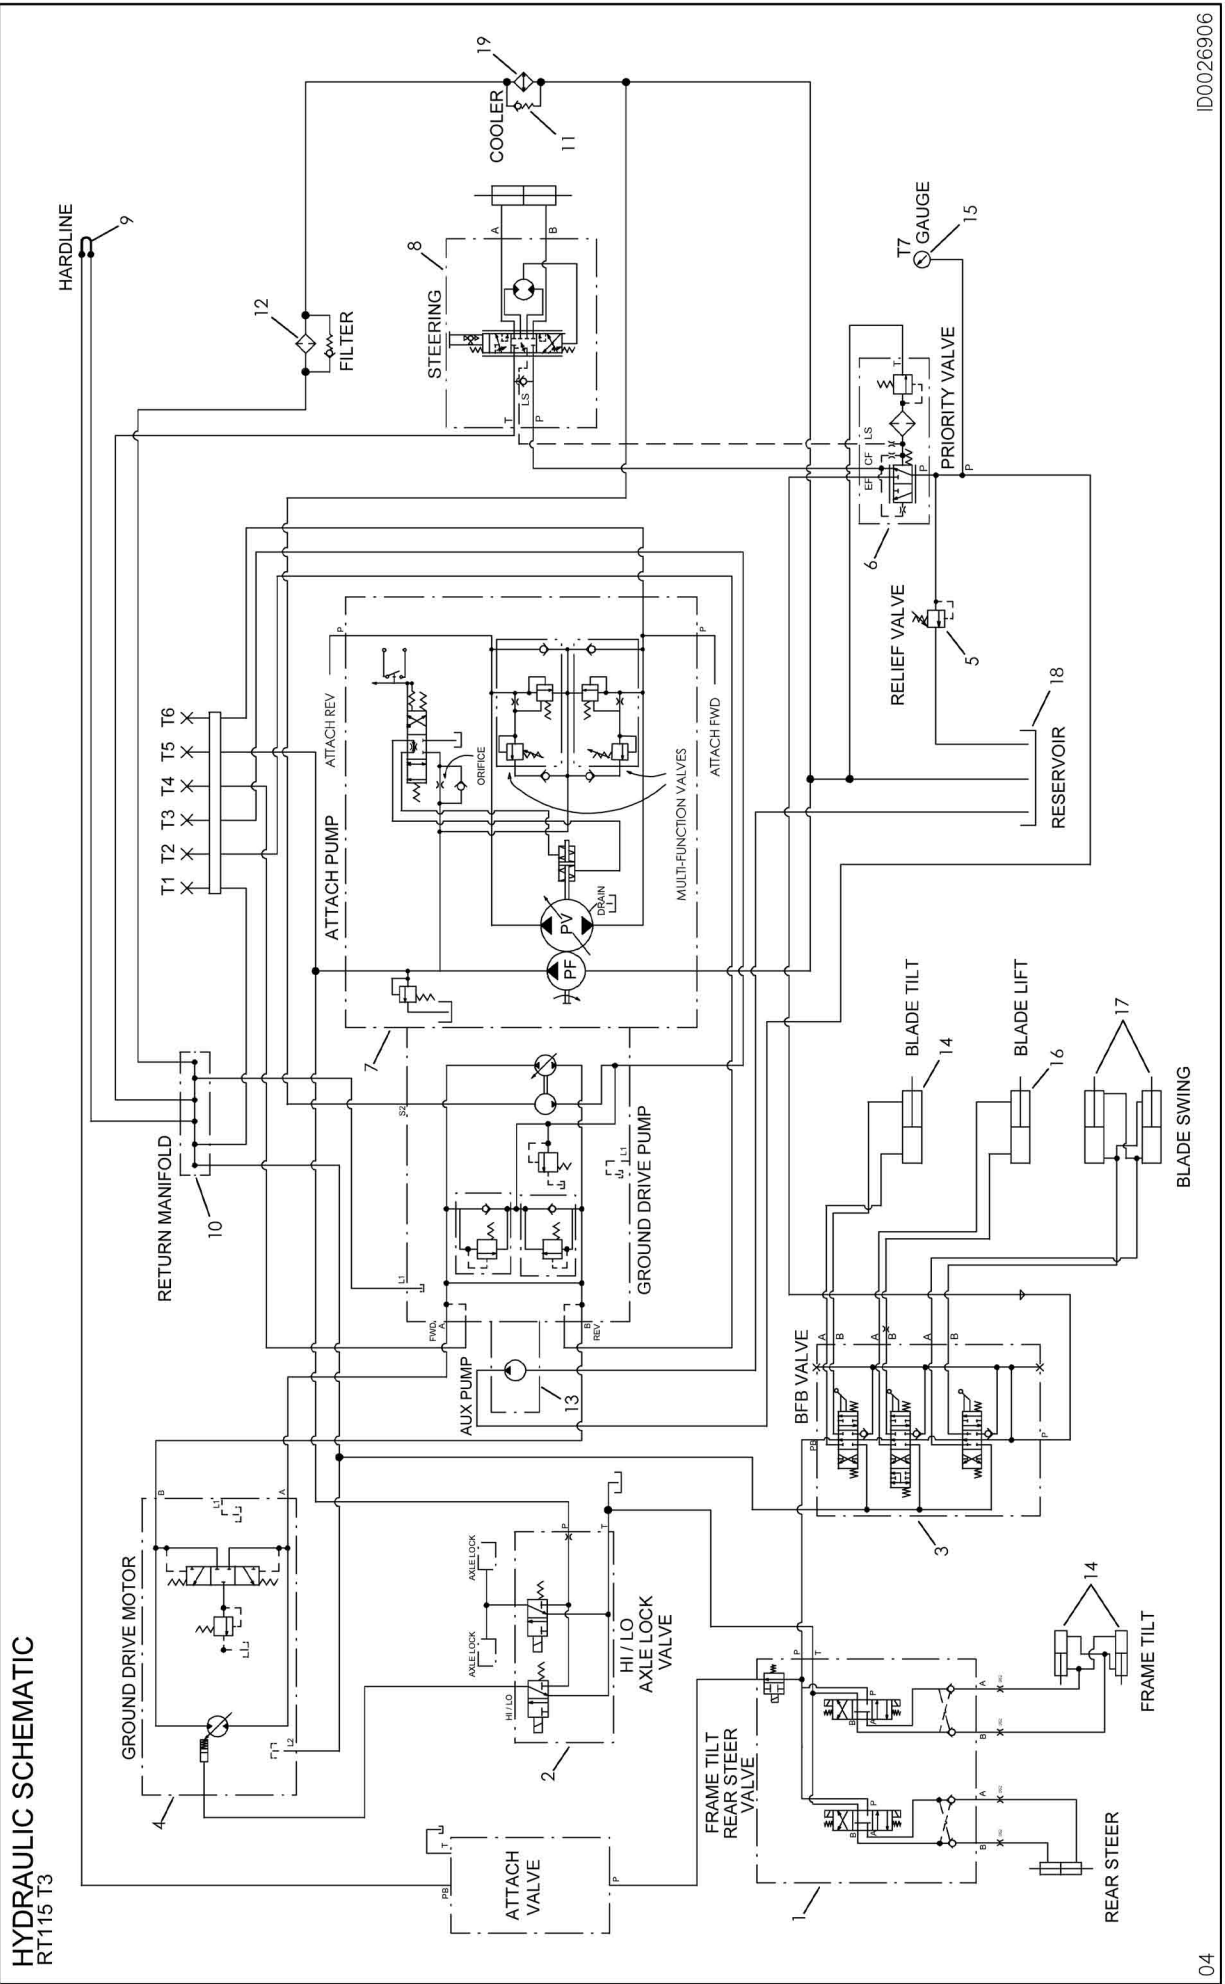 HYDRAULIC SCHEMATIC
RT115 T3
HARDLINE
9
12
FILTER
COOLER
19
11
STEERING
8
A
B
T
P
LS
T7
GAUGE
15
PRIORITY VALVE
6
EF
CF
LS
T
P
P
RELIEF VALVE
5
RESERVOIR
18
T1
T2
T3
T4
T5
T6
ATTACH PUMP
7
ATTACH REV
P
ORIFICE
MULTI-FUNCTION VALVES
ATTACH FWD
P
PV
PF
DRAIN
RETURN MANIFOLD
10
GROUND DRIVE PUMP
S2
L1
L1
FWD
A
B
REV
AUX PUMP
13
BLADE TILT
14
BLADE LIFT
16
17
BLADE SWING
BFB VALVE
3
A
B
A
B
A
B
PB
P
GROUND DRIVE MOTOR
4
B
A
L1
L2
AXLE LOCK
AXLE LOCK
HI / LO
P
T
HI / LO
AXLE LOCK
VALVE
2
ATTACH
VALVE
PB
T
P
FRAME TILT
REAR STEER
VALVE
1
P
T
B
A
P
B
A
P
A
B
A
B
14
FRAME TILT
REAR STEER
04
ID0026906